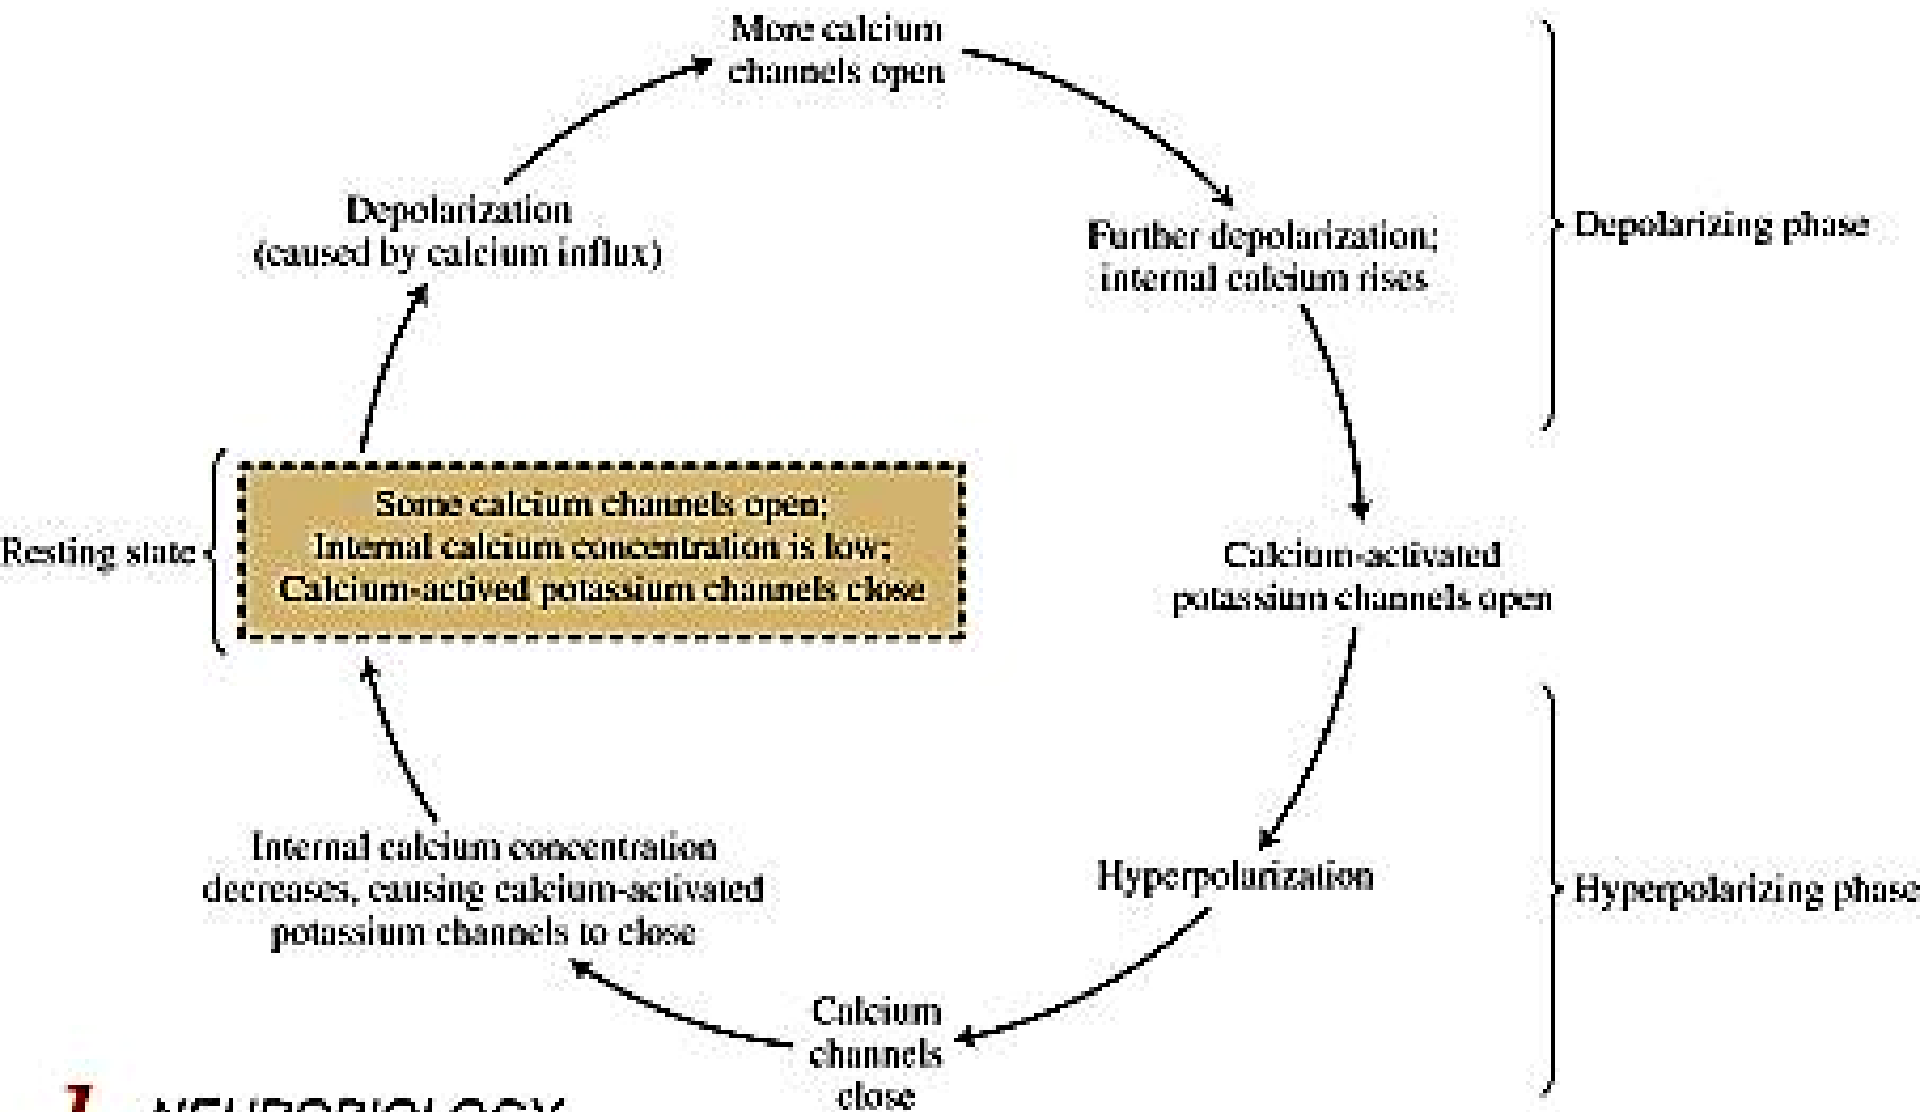 More calcium
channels open
Depolarization
(caused by calcium influx)
Further depolarization;
internal calcium rises
Depolarizing phase
Resting state
Some calcium channels open;
Internal calcium concentration is low;
Calcium-actived potassium channels close
Calcium-activated
potassium channels open
Internal calcium concentration
decreases, causing calcium-activated
potassium channels to close
Hyperpolarization
Hyperpolarizing phase
Calcium
channels
close
NEUROBIOLOGY